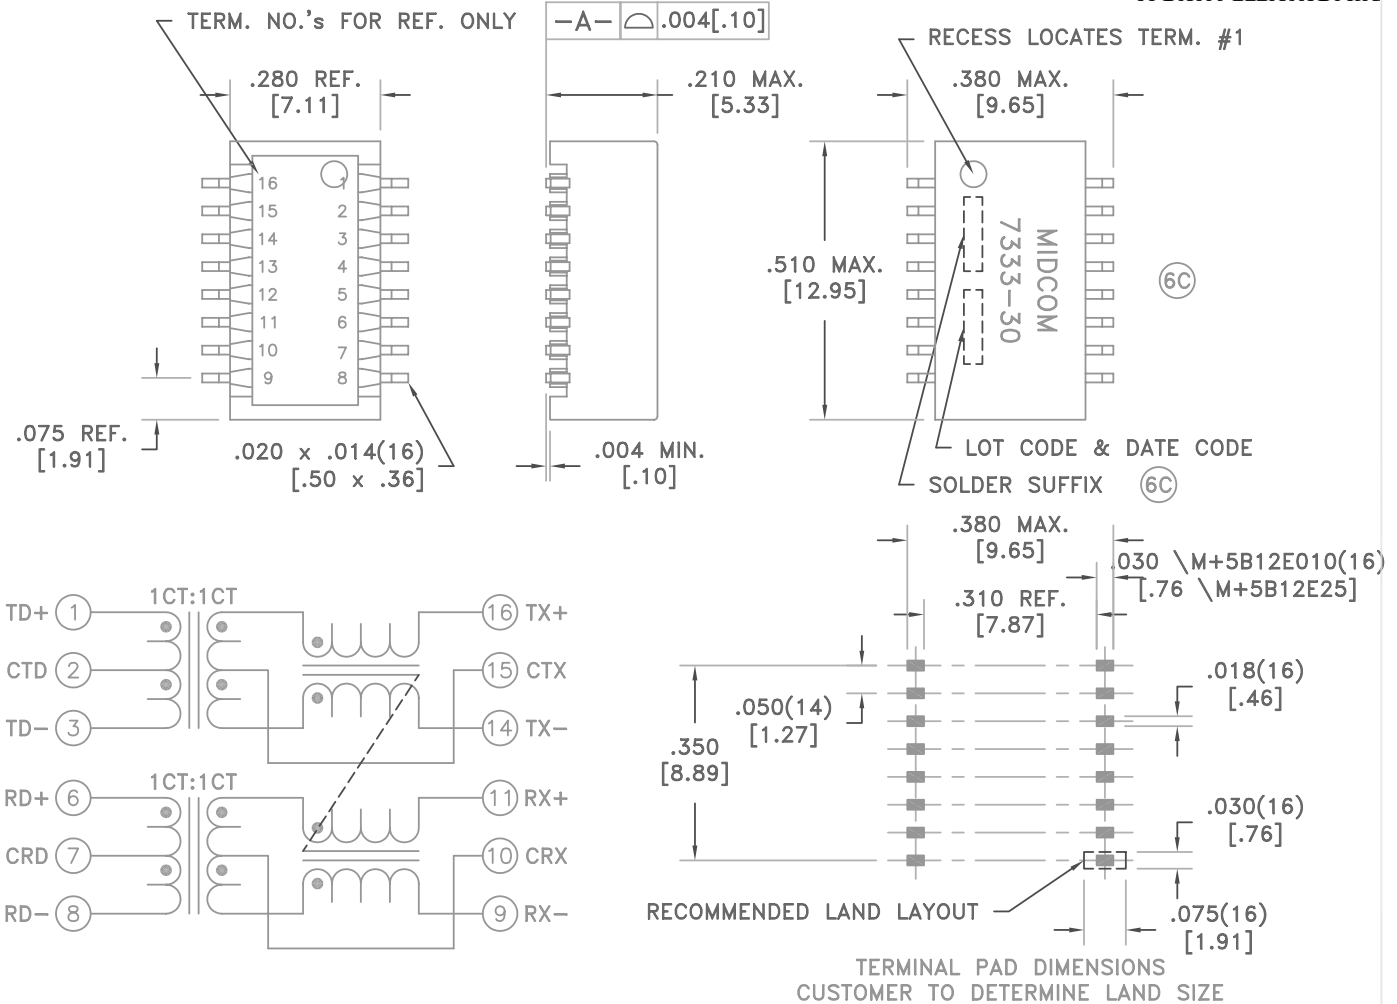 TERM. NO.'s FOR REF. ONLY
-A- .004[.10]
RECESS LOCATES TERM. #1
.280 REF.
[7.11]
.210 MAX.
[5.33]
.380 MAX.
[9.65]
16 1
15 2
14 3
13 4
12 5
11 6
10 7
9 8
.510 MAX.
[12.95]
MIDCOM
7333-30
6C
.075 REF.
[1.91]
.020 x .014(16)
[.50 x .36]
.004 MIN.
[.10]
LOT CODE & DATE CODE
SOLDER SUFFIX 6C
1CT:1CT
TD+ 1 16 TX+
CTD 2 15 CTX
TD- 3 14 TX-
1CT:1CT
RD+ 6 11 RX+
CRD 7 10 CRX
RD- 8 9 RX-
.380 MAX.
[9.65]
.030 \M+5B12E010(16)
[.76 \M+5B12E25]
.310 REF.
[7.87]
.018(16)
[.46]
.050(14)
[1.27]
.350
[8.89]
.030(16)
[.76]
RECOMMENDED LAND LAYOUT
.075(16)
[1.91]
TERMINAL PAD DIMENSIONS
CUSTOMER TO DETERMINE LAND SIZE